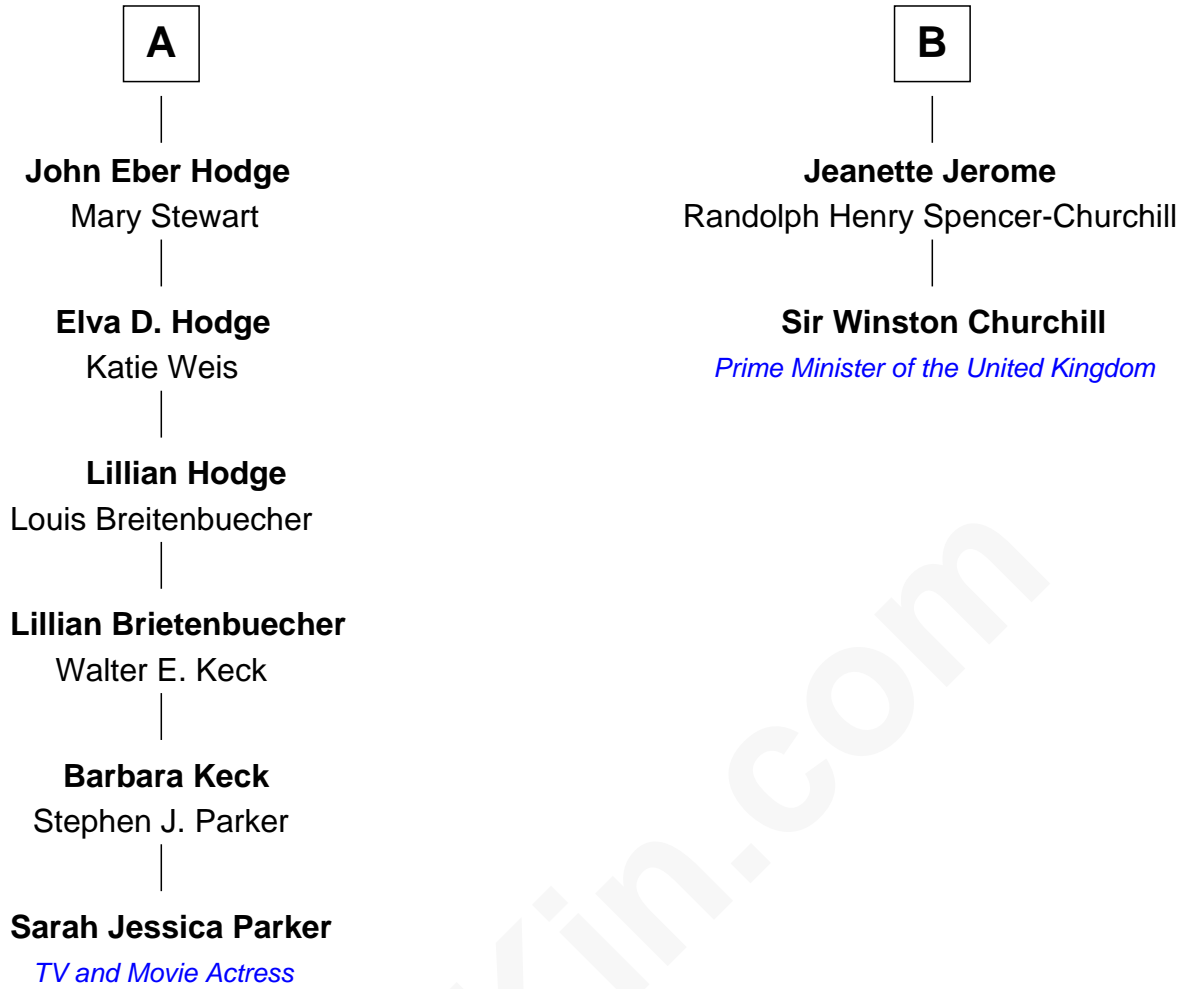 A
John Eber Hodge
Mary Stewart
Elva D. Hodge
Katie Weis
Lillian Hodge
Louis Breitenbuecher
Lillian Brietenbuecher
Walter E. Keck
Barbara Keck
Stephen J. Parker
Sarah Jessica Parker
TV and Movie Actress
B
Jeanette Jerome
Randolph Henry Spencer-Churchill
Sir Winston Churchill
Prime Minister of the United Kingdom
kin.com